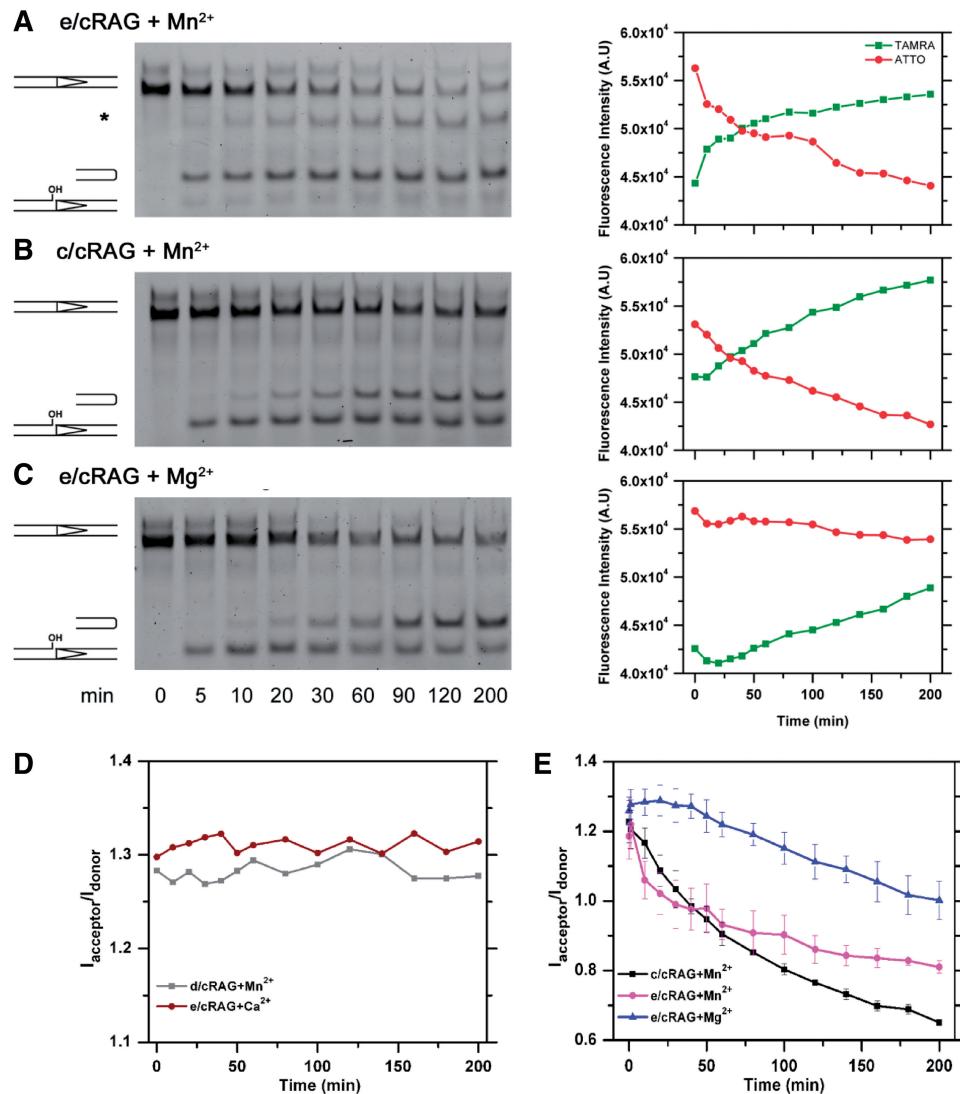 A e/cRAG + Mn2+
*
OH
6.0x10⁴
5.5x10⁴
5.0x10⁴
4.5x10⁴
4.0x10⁴
Fluorescence Intensity (A.U)
TAMRA
ATTO
B c/cRAG + Mn2+
OH
6.0x10⁴
5.5x10⁴
5.0x10⁴
4.5x10⁴
4.0x10⁴
Fluorescence Intensity (A.U)
C e/cRAG + Mg2+
OH
min 0 5 10 20 30 60 90 120 200
6.0x10⁴
5.5x10⁴
5.0x10⁴
4.5x10⁴
4.0x10⁴
Fluorescence Intensity (A.U)
0 50 100 150 200
Time (min)
D
1.4
1.3
1.2
1.1
Iacceptor/Idonor
d/cRAG+Mn2+
e/cRAG+Ca2+
0 50 100 150 200
Time (min)
E
1.4
1.2
1.0
0.8
0.6
Iacceptor/Idonor
c/cRAG+Mn2+
e/cRAG+Mn2+
e/cRAG+Mg2+
0 50 100 150 200
Time (min)